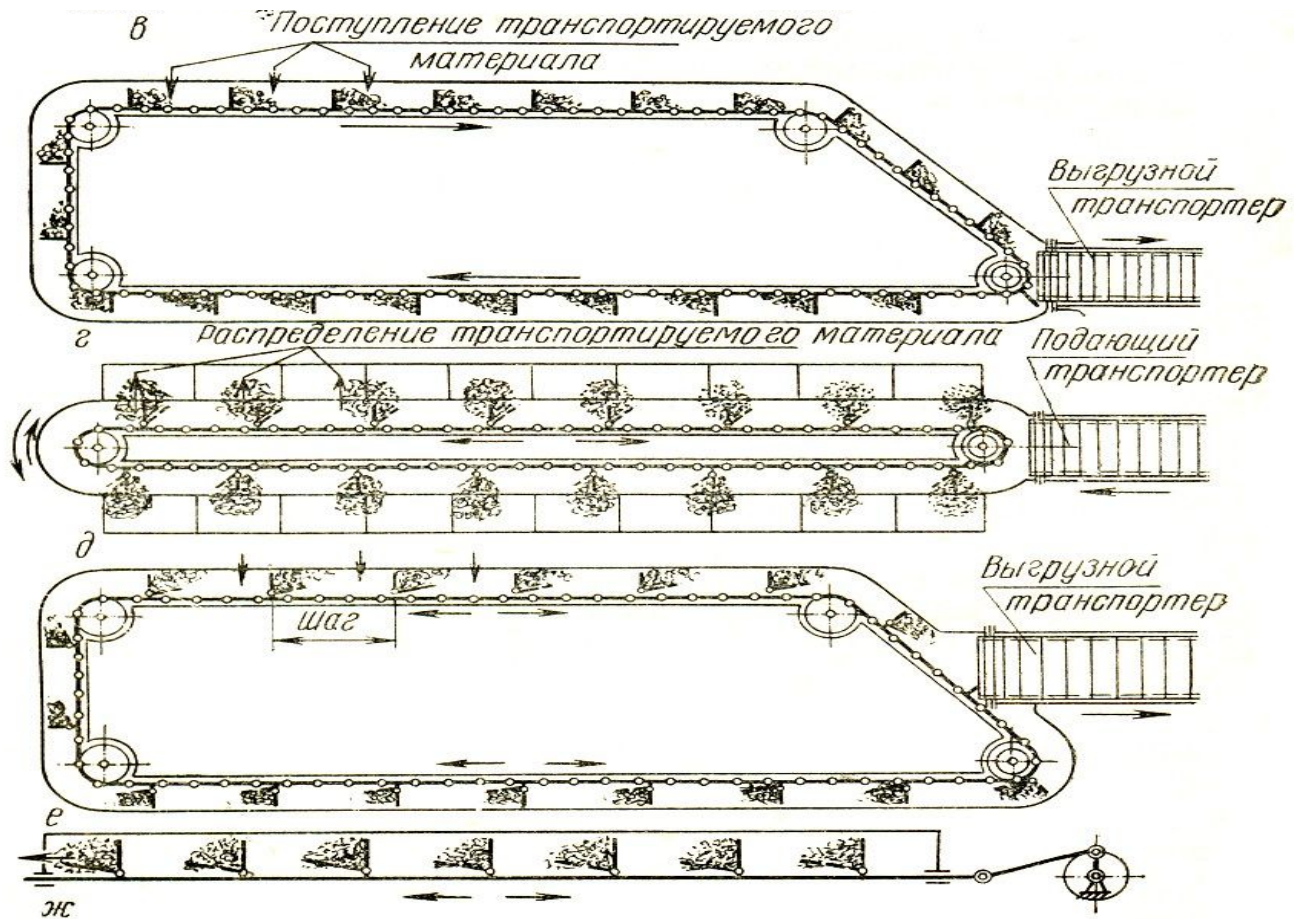 в
Поступление транспортируемого
материала
Выгрузной
транспортер
г
Распределение транспортируемого материала
Подающий
транспортер
д
Выгрузной
транспортер
Шаг
е
ж